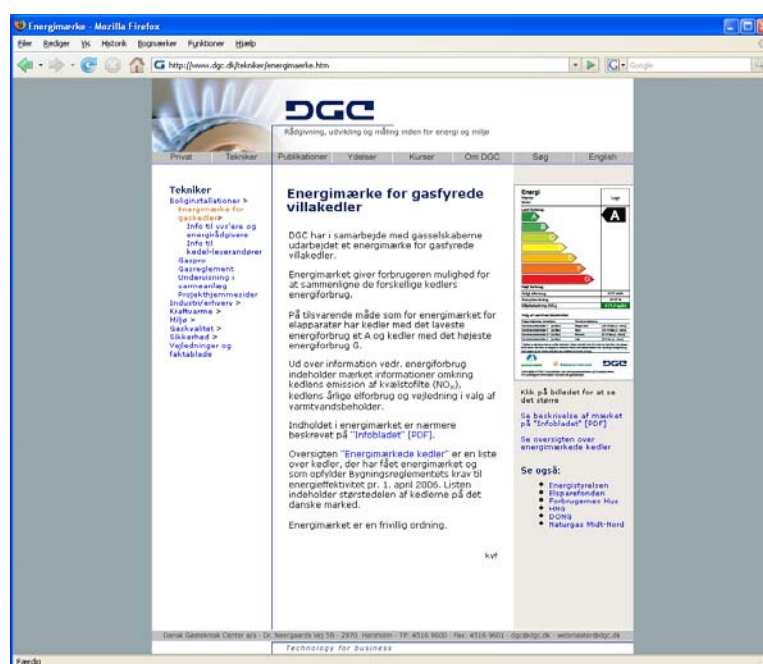 Energimærke - Mozilla Firefox
Filer Rediger Vis Historik Bogmærker Funktioner Hjælp
http://www.dgc.dk/tekniker/energimaerke.htm
Google
DGC
Rådgivning, udvikling og måling inden for energi og miljø
Privat Tekniker Publikationer Ydelser Kurser Om DGC Søg English
Tekniker
Boliginstallationer >
Energimærke for
gaskedler>
Info til vvs'ere og
energirådgivere
Info til
kedel-leverandører
Gaspro
Gasreglement
Undervisning i
varmeanlæg
Projekthjemmesider
Industri/erhverv >
Kraftvarme >
Miljø >
Gaskvalitet >
Sikkerhed >
Vejledninger og
faktablade
Energimærke for gasfyrede
villakedler
DGC har i samarbejde med gasselskaberne
udarbejdet et energimærke for gasfyrede
villakedler.
Energimærket giver forbrugeren mulighed for
at sammenligne de forskellige kedlers
energiforbrug.
På tilsvarende måde som for energimærket for
elapparater har kedler med det laveste
energiforbrug et A og kedler med det højeste
energiforbrug G.
Ud over information vedr. energiforbrug
indeholder mærket informationer omkring
kedlens emission af kvælstofilte (NOx),
kedlens årlige elforbrug og vejledning i valg af
varmtvandsbeholder.
Indholdet i energimærket er nærmere
beskrevet på "Infobladet" [PDF].
Oversigten "Energimærkede kedler" er en liste
over kedler, der har fået energimærket og
som opfylder Bygningsreglementets krav til
energieffektivitet pr. 1. april 2006. Listen
indeholder størstedelen af kedlerne på det
danske marked.
Energimærket er en frivillig ordning.
kvf
Energi
Logo
A
A
B
C
D
E
F
G
DGC
Klik på billedet for at se
det større
Se beskrivelse af mærket
på "Infobladet" [PDF]
Se oversigten over
energimærkede kedler
Se også:
Energistyrelsen
Elsparefonden
Forbrugernes Hus
HNG
DONG
Naturgas Midt-Nord
Dansk Gasteknisk Center a/s - Dr. Neergaards Vej 5B - 2970 Hørsholm - Tlf: 4516 9600 - Fax: 4516 9601 - dgc@dgc.dk - webmaster@dgc.dk
Technology for business
Færdig